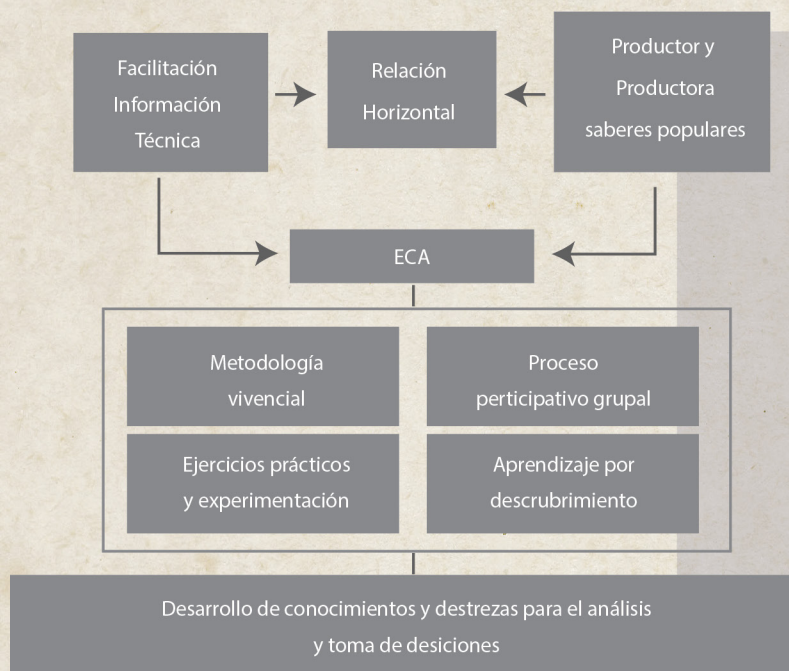 Facilitación
Información
Técnica
Relación
Horizontal
Productor y
Productora
saberes populares
ECA
Metodología
vivencial
Proceso
perticipativo grupal
Ejercicios prácticos
y experimentación
Aprendizaje por
descrubrimiento
Desarrollo de conocimientos y destrezas para el análisis
y toma de desiciones